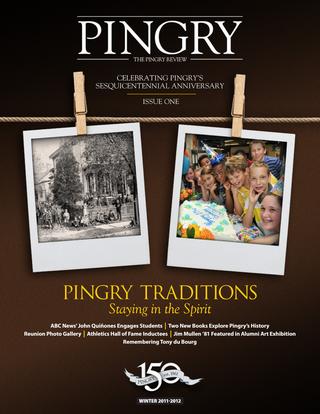 PINGRY
THE PINGRY REVIEW
CELEBRATING PINGRY'S
SESQUICENTENNIAL ANNIVERSARY
ISSUE ONE
PINGRY TRADITIONS
Staying in the Spirit
ABC News' John Quiñones Engages Students | Two New Books Explore Pingry's History
Reunion Photo Gallery | Athletics Hall of Fame Inductees | Jim Mullen '81 Featured in Alumni Art Exhibition
Remembering Tony du Bourg
150
PINGRY
WINTER 2011-2012